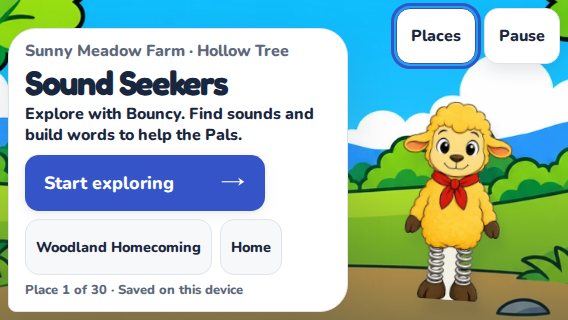 Sunny Meadow Farm · Hollow Tree
Places
Pause
Sound Seekers
Explore with Bouncy. Find sounds and
build words to help the Pals.
Start exploring →
Woodland Homecoming
Home
Place 1 of 30 · Saved on this device